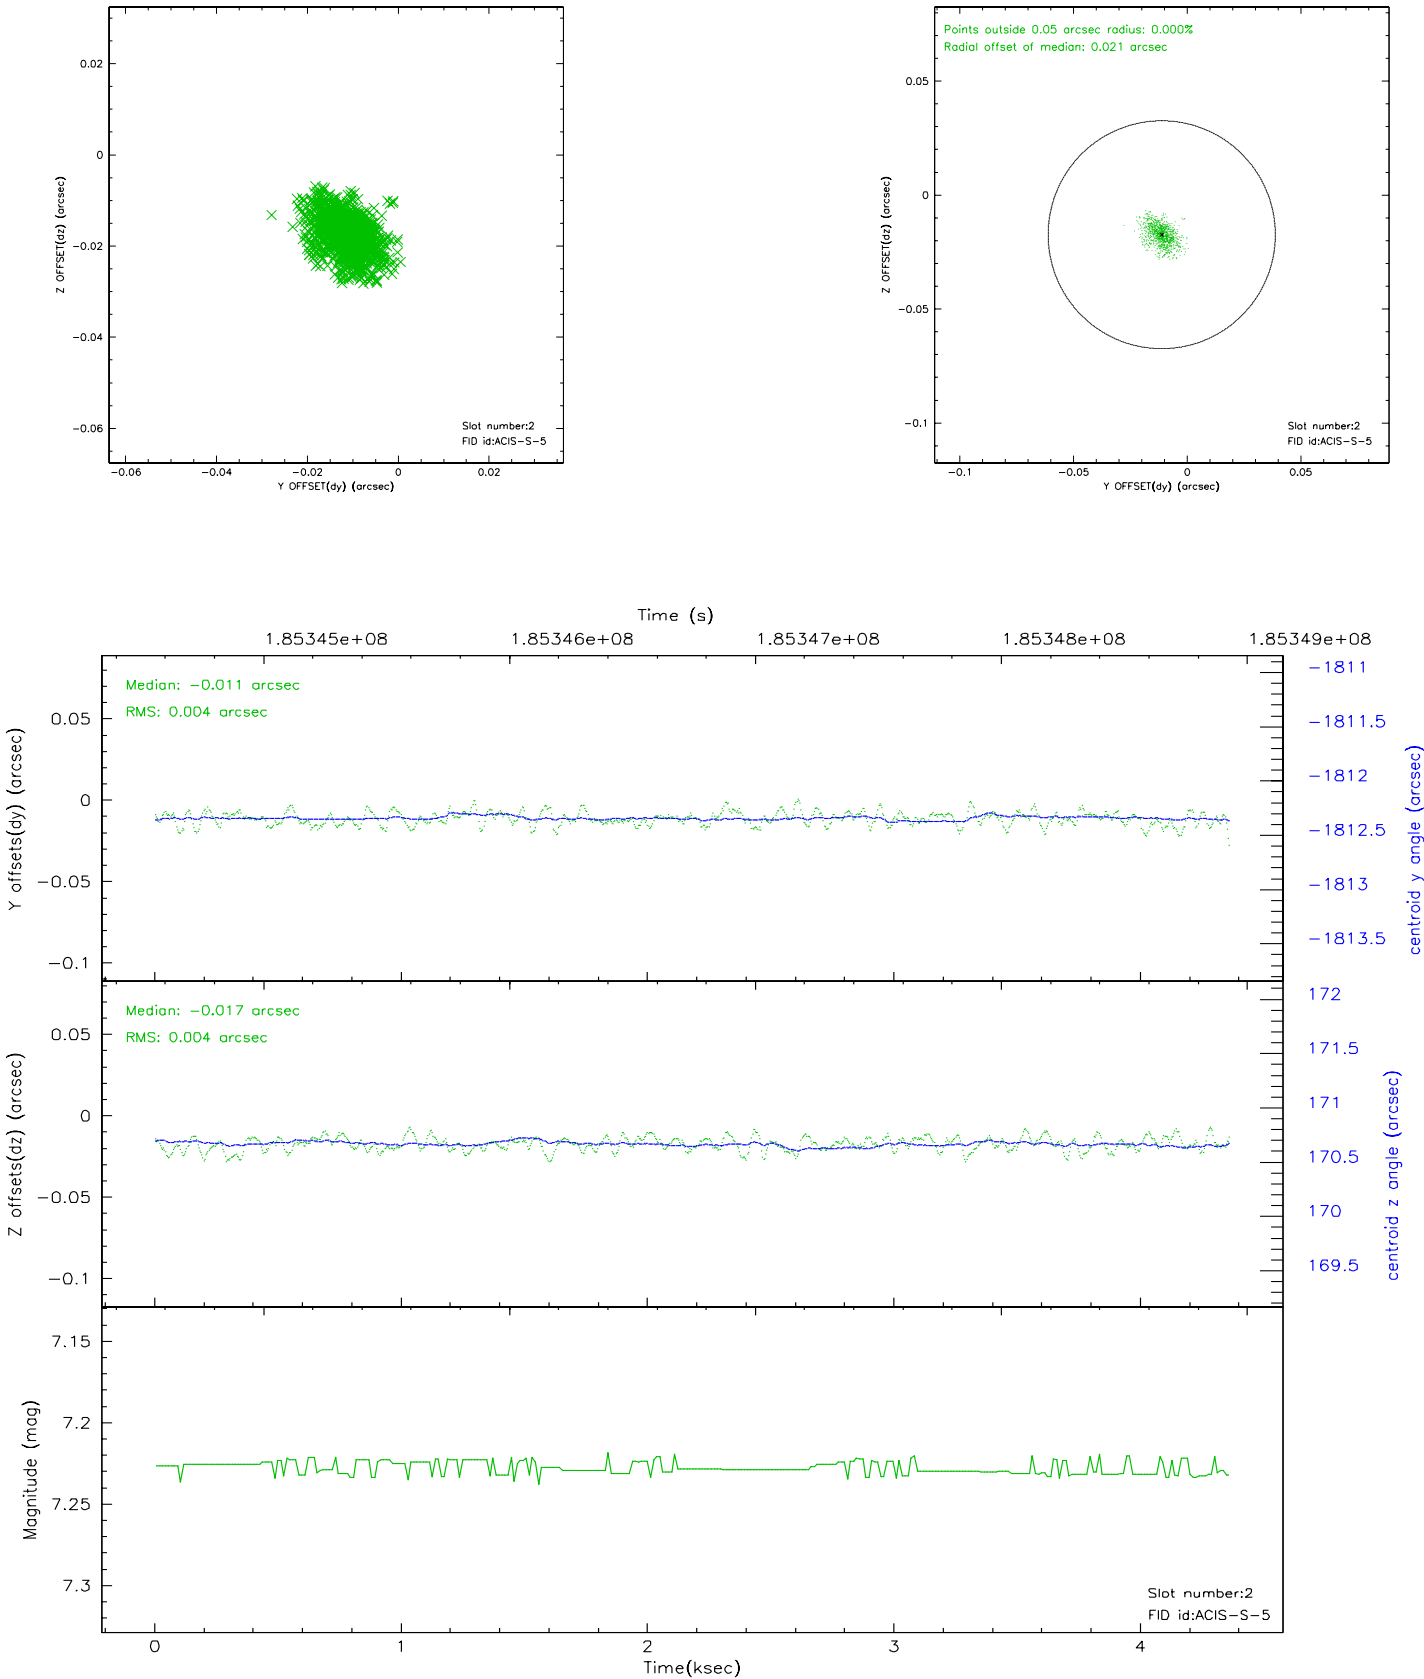 0.02
0
-0.02
-0.04
-0.06
Z OFFSET(dz) (arcsec)
Slot number:2
FID id:ACIS-S-5
-0.06 -0.04 -0.02 0 0.02
Y OFFSET(dy) (arcsec)
Points outside 0.05 arcsec radius: 0.000%
Radial offset of median: 0.021 arcsec
0.05
0
-0.05
-0.1
Z OFFSET(dz) (arcsec)
Slot number:2
FID id:ACIS-S-5
-0.1 -0.05 0 0.05
Y OFFSET(dy) (arcsec)
Time (s)
1.85345e+08 1.85346e+08 1.85347e+08 1.85348e+08 1.85349e+08
Median: -0.011 arcsec
RMS: 0.004 arcsec
0.05
0
-0.05
-0.1
Y offsets(dy) (arcsec)
-1811
-1811.5
-1812
-1812.5
-1813
-1813.5
centroid y angle (arcsec)
Median: -0.017 arcsec
RMS: 0.004 arcsec
0.05
0
-0.05
-0.1
Z offsets(dz) (arcsec)
172
171.5
171
170.5
170
169.5
centroid z angle (arcsec)
7.15
7.2
7.25
7.3
Magnitude (mag)
Slot number:2
FID id:ACIS-S-5
0 1 2 3 4
Time(ksec)